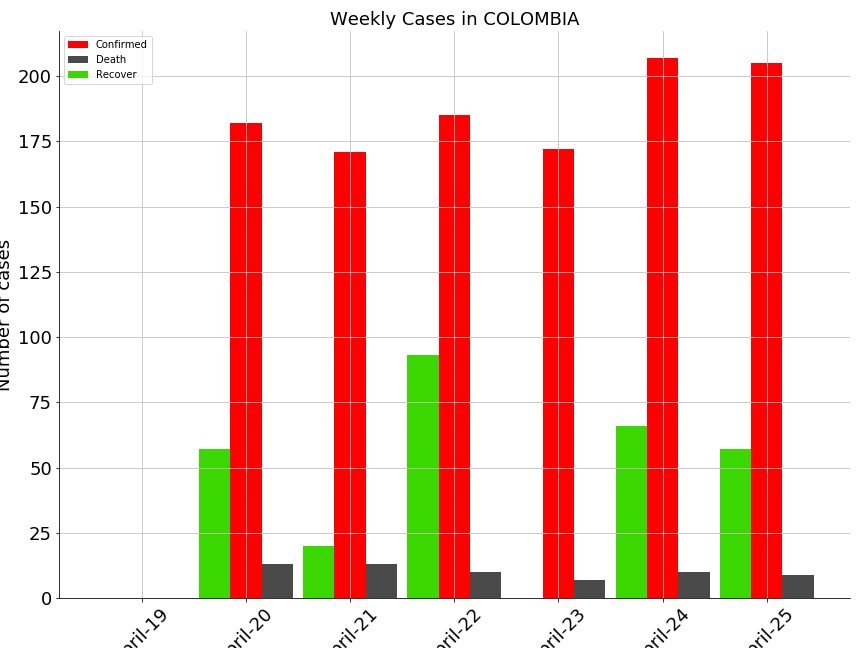 Weekly Cases in COLOMBIA
Confirmed
Death
Recover
Number of cases
200
175
150
125
100
75
50
25
0
pril-19
pril-20
pril-21
pril-22
pril-23
pril-24
pril-25